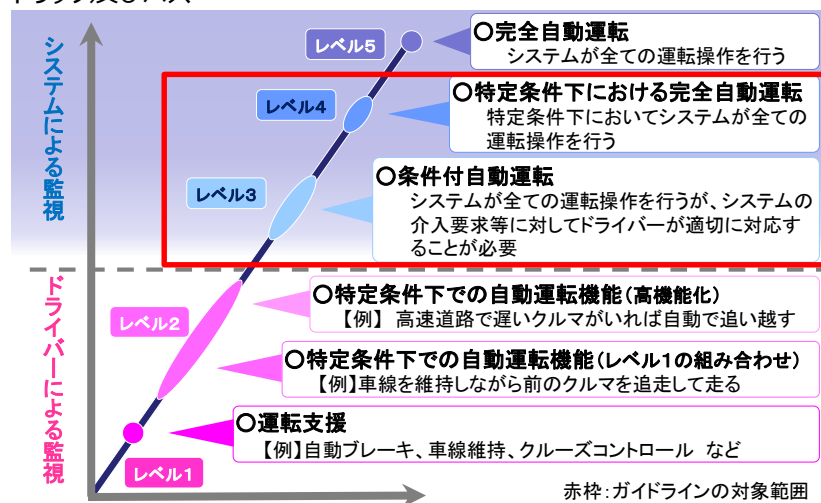 システムによる監視
ドライバーによる監視
レベル5
〇完全自動運転
システムが全ての運転操作を行う
レベル4
〇特定条件下における完全自動運転
特定条件下においてシステムが全ての
運転操作を行う
レベル3
〇条件付自動運転
システムが全ての運転操作を行うが、システムの
介入要求等に対してドライバーが適切に対応す
ることが必要
レベル2
〇特定条件下での自動運転機能(高機能化)
【例】 高速道路で遅いクルマがいれば自動で追い越す
〇特定条件下での自動運転機能(レベル1の組み合わせ)
【例】車線を維持しながら前のクルマを追走して走る
〇運転支援
【例】自動ブレーキ、車線維持、クルーズコントロール など
レベル1
赤枠:ガイドラインの対象範囲